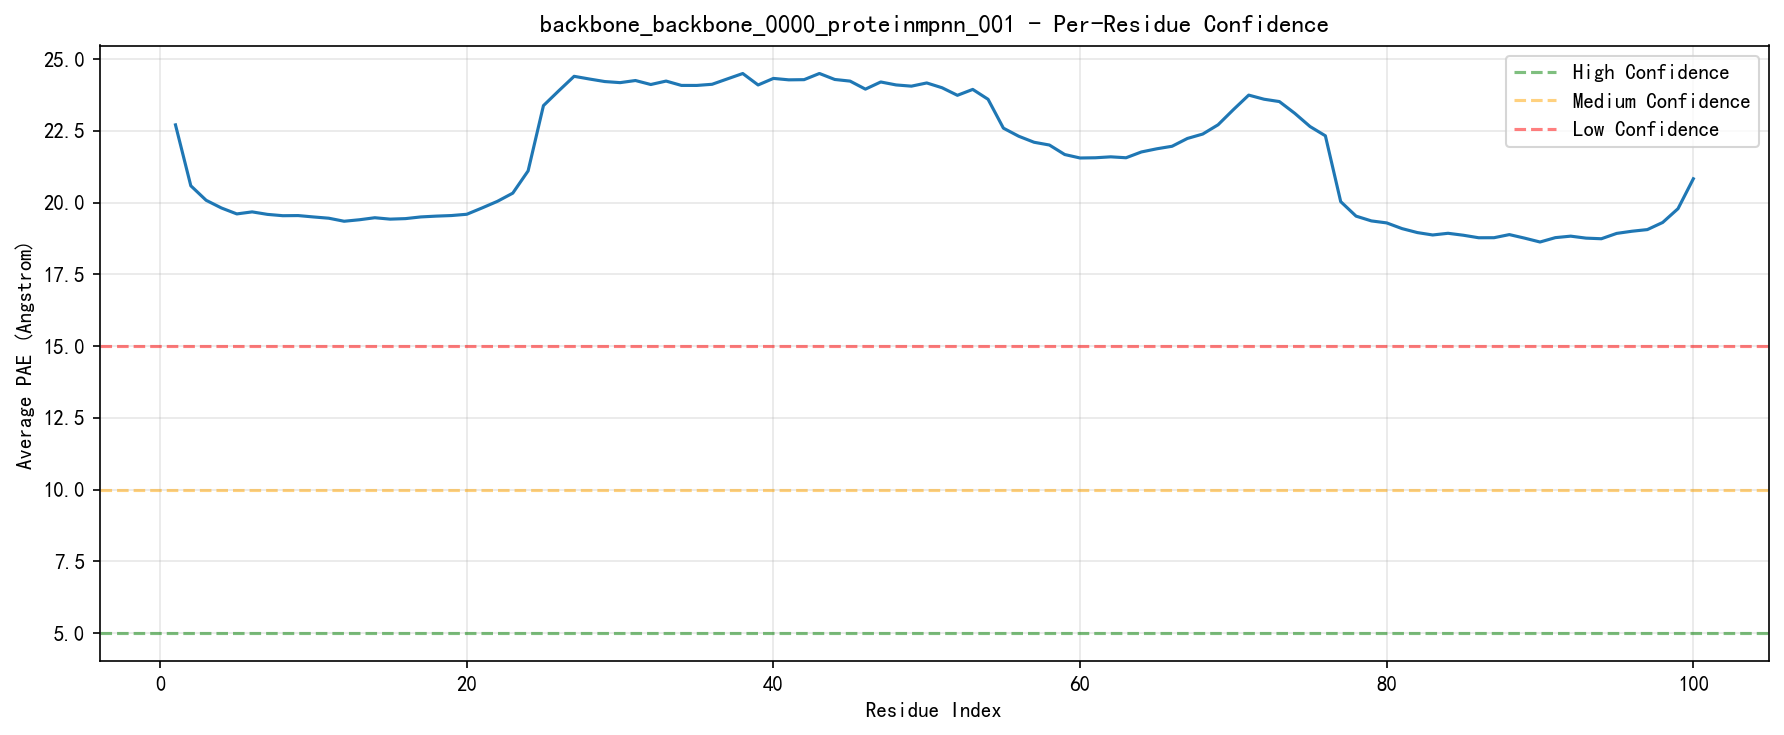 backbone_backbone_0000_proteinmpnn_001 - Per-Residue Confidence
25.0
22.5
20.0
17.5
15.0
12.5
10.0
7.5
5.0
Average PAE (Angstrom)
High Confidence
Medium Confidence
Low Confidence
0 20 40 60 80 100
Residue Index